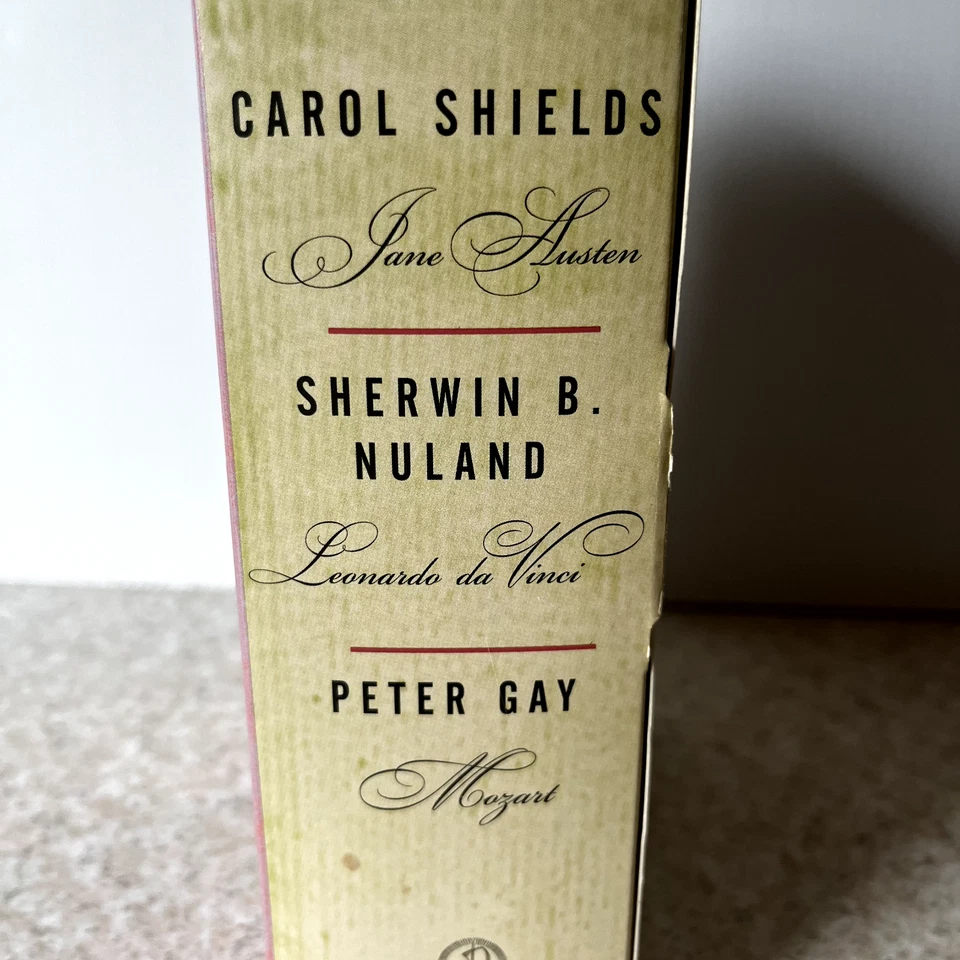 CAROL SHIELDS
Jane Austen
SHERWIN B.
NULAND
Leonardo da Vinci
PETER GAY
Mozart